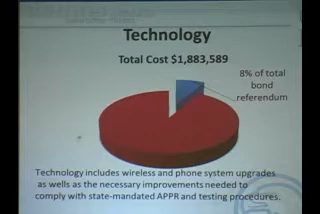 Technology
Total Cost $1,883,589
8% of total
bond
referendum
Technology includes wireless and phone system upgrades
as wells as the necessary improvements needed to
comply with state-mandated APPR and testing procedures.